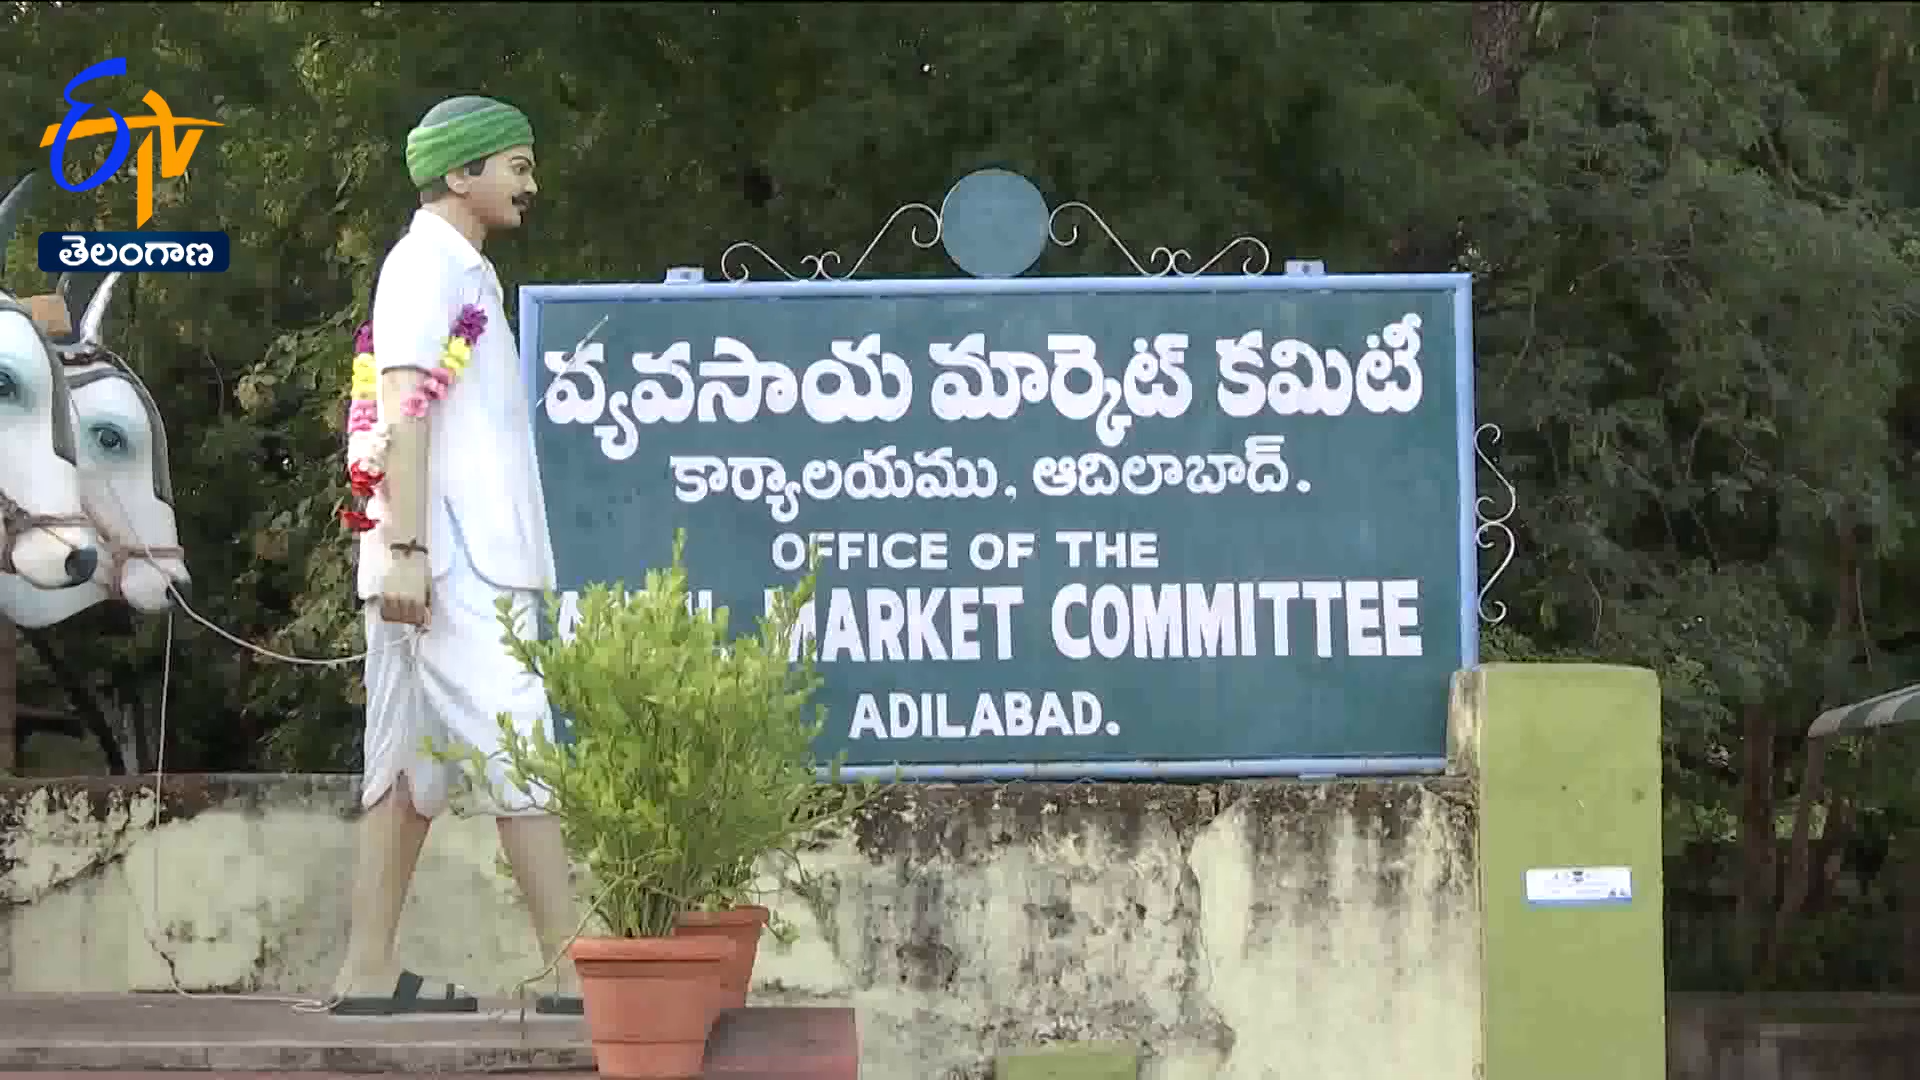 ETV
తెలంగాణ
వ్యవసాయ మార్కెట్ కమిటీ
కార్యాలయము, ఆదిలాబాద్.
OFFICE OF THE
MARKET COMMITTEE
ADILABAD.